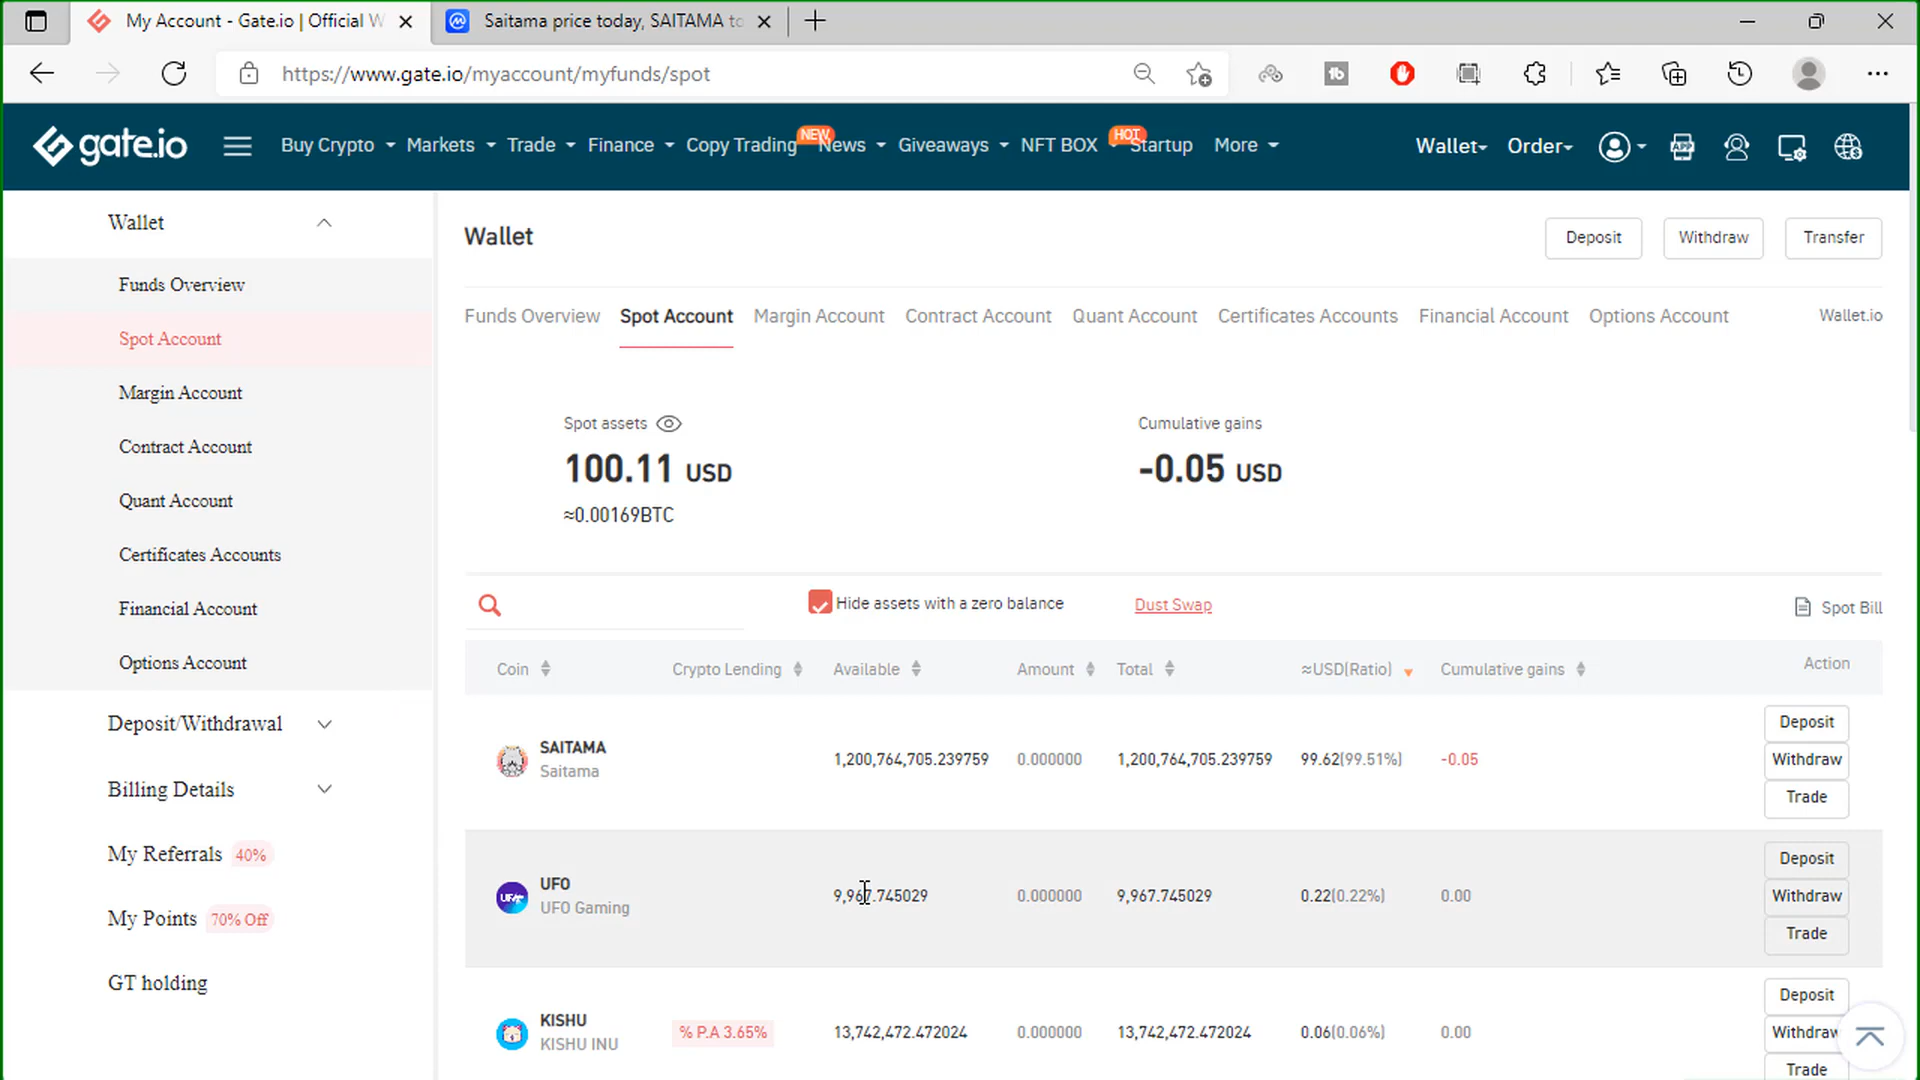 My Account - Gate.io | Official W
Saitama price today, SAITAMA to
https://www.gate.io/myaccount/myfunds/spot
gate.io
Buy Crypto Markets Trade Finance Copy Trading NEW News Giveaways NFT BOX HOT Startup More Wallet Order
Wallet
Funds Overview
Spot Account
Margin Account
Contract Account
Quant Account
Certificates Accounts
Financial Account
Options Account
Deposit/Withdrawal
Billing Details
My Referrals 40%
My Points 70% Off
GT holding
Wallet
Deposit Withdraw Transfer
Funds Overview Spot Account Margin Account Contract Account Quant Account Certificates Accounts Financial Account Options Account Wallet.io
Spot assets Cumulative gains
100.11 USD -0.05 USD
≈0.00169BTC
Hide assets with a zero balance Dust Swap Spot Bill
Coin Crypto Lending Available Amount Total ≈USD(Ratio) Cumulative gains Action
SAITAMA
Saitama
1,200,764,705.239759 0.000000 1,200,764,705.239759 99.62(99.51%) -0.05
Deposit
Withdraw
Trade
UFO
UFO Gaming
9,967.745029 0.000000 9,967.745029 0.22(0.22%) 0.00
Deposit
Withdraw
Trade
KISHU
KISHU INU
% P.A 3.65% 13,742,472.472024 0.000000 13,742,472.472024 0.06(0.06%) 0.00
Deposit
Withdraw
Trade